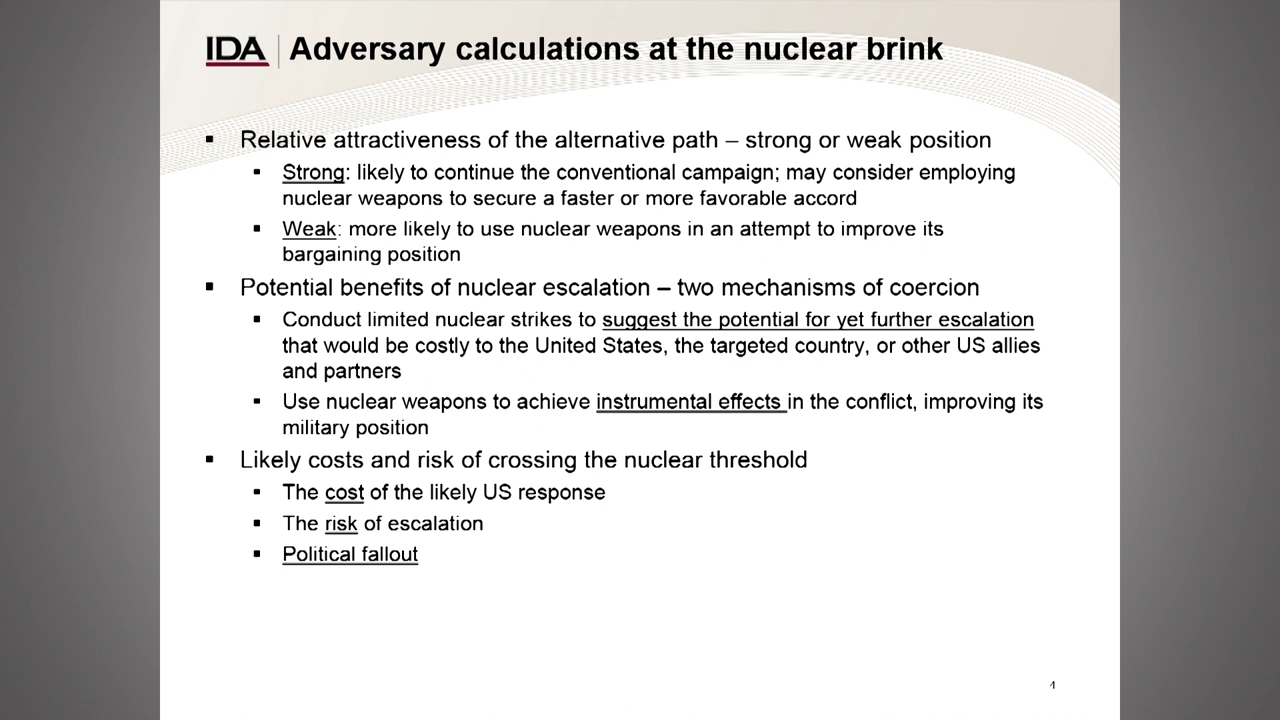 IDA Adversary calculations at the nuclear brink
▪ Relative attractiveness of the alternative path – strong or weak position
▪ Strong: likely to continue the conventional campaign; may consider employing
nuclear weapons to secure a faster or more favorable accord
▪ Weak: more likely to use nuclear weapons in an attempt to improve its
bargaining position
▪ Potential benefits of nuclear escalation – two mechanisms of coercion
▪ Conduct limited nuclear strikes to suggest the potential for yet further escalation
that would be costly to the United States, the targeted country, or other US allies
and partners
▪ Use nuclear weapons to achieve instrumental effects in the conflict, improving its
military position
▪ Likely costs and risk of crossing the nuclear threshold
▪ The cost of the likely US response
▪ The risk of escalation
▪ Political fallout
4